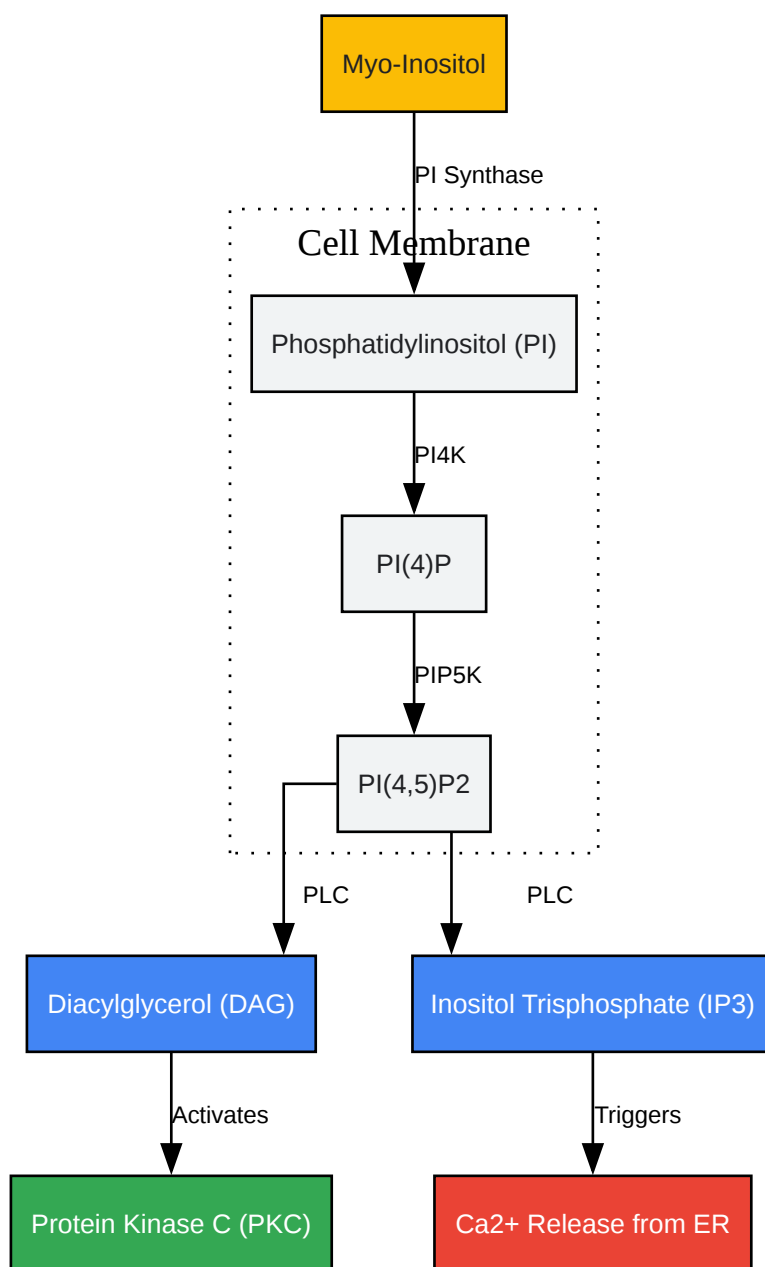 Myo-Inositol
PI Synthase
Cell Membrane
Phosphatidylinositol (PI)
PI4K
PI(4)P
PIP5K
PI(4,5)P2
PLC
PLC
Diacylglycerol (DAG)
Inositol Trisphosphate (IP3)
Activates
Triggers
Protein Kinase C (PKC)
Ca2+ Release from ER